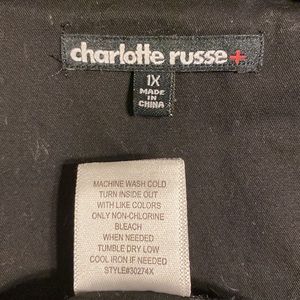 charlotte russe+
1X
MADE
IN
CHINA
MACHINE WASH COLD
TURN INSIDE OUT
WITH LIKE COLORS
ONLY NON-CHLORINE
BLEACH
WHEN NEEDED
TUMBLE DRY LOW
COOL IRON IF NEEDED
STYLE#30274X